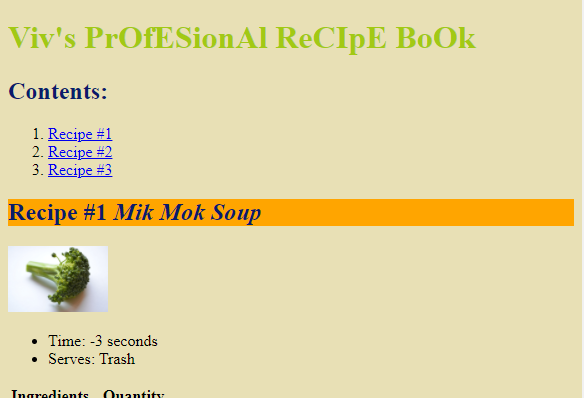 Viv's PrOfESionAl ReCIpE BoOk
Contents:
1. Recipe #1
2. Recipe #2
3. Recipe #3
Recipe #1 Mik Mok Soup
• Time: -3 seconds
• Serves: Trash
Ingredients Quantity